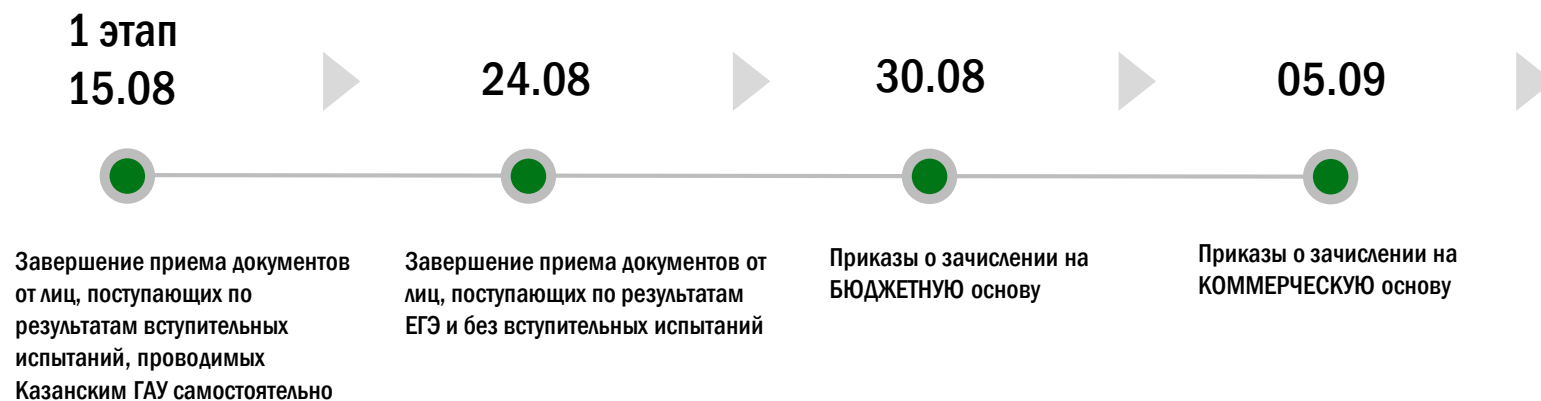 1 этап
15.08
24.08
30.08
05.09
Завершение приема документов
от лиц, поступающих по
результатам вступительных
испытаний, проводимых
Казанским ГАУ самостоятельно
Завершение приема документов от
лиц, поступающих по результатам
ЕГЭ и без вступительных испытаний
Приказы о зачислении на
БЮДЖЕТНУЮ основу
Приказы о зачислении на
КОММЕРЧЕСКУЮ основу